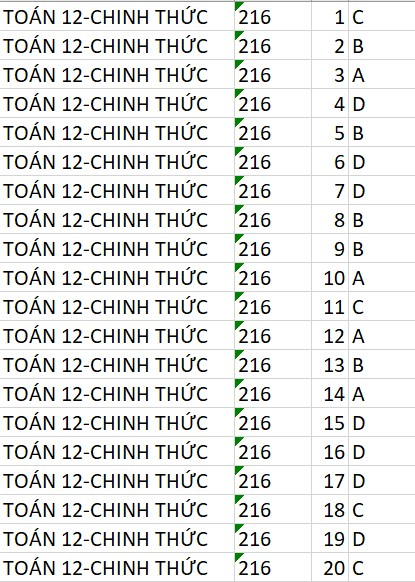 TOÁN 12-CHINH THỨC 216 1 C
TOÁN 12-CHINH THỨC 216 2 B
TOÁN 12-CHINH THỨC 216 3 A
TOÁN 12-CHINH THỨC 216 4 D
TOÁN 12-CHINH THỨC 216 5 B
TOÁN 12-CHINH THỨC 216 6 D
TOÁN 12-CHINH THỨC 216 7 D
TOÁN 12-CHINH THỨC 216 8 B
TOÁN 12-CHINH THỨC 216 9 B
TOÁN 12-CHINH THỨC 216 10 A
TOÁN 12-CHINH THỨC 216 11 C
TOÁN 12-CHINH THỨC 216 12 A
TOÁN 12-CHINH THỨC 216 13 B
TOÁN 12-CHINH THỨC 216 14 A
TOÁN 12-CHINH THỨC 216 15 D
TOÁN 12-CHINH THỨC 216 16 D
TOÁN 12-CHINH THỨC 216 17 D
TOÁN 12-CHINH THỨC 216 18 C
TOÁN 12-CHINH THỨC 216 19 D
TOÁN 12-CHINH THỨC 216 20 C